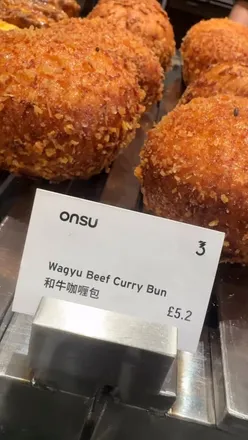 onsu
3
Wagyu Beef Curry Bun
和牛咖喱包
£5.2